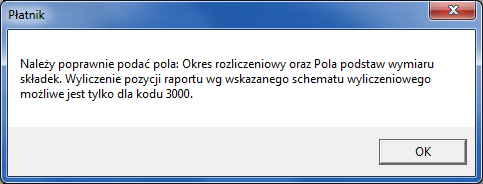 Płatnik
Należy poprawnie podać pola: Okres rozliczeniowy oraz Pola podstaw wymiaru
składek. Wyliczenie pozycji raportu wg wskazanego schematu wyliczeniowego
możliwe jest tylko dla kodu 3000.
OK